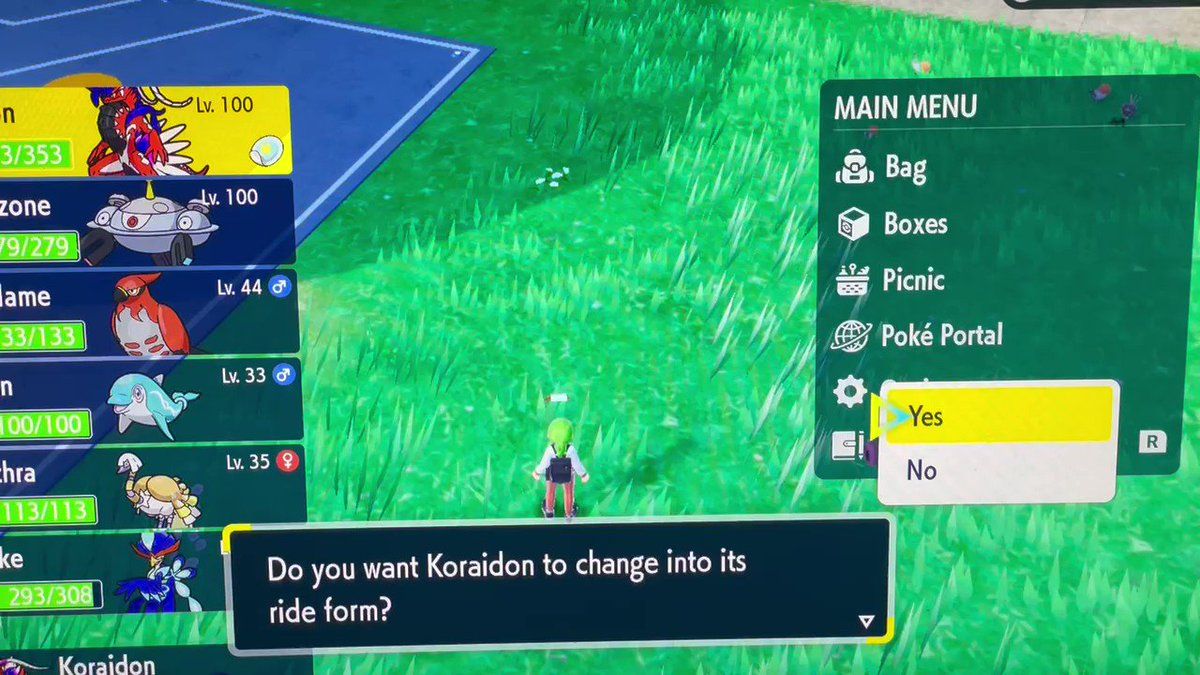 n
Lv. 100
3/353
zone
Lv. 100
79/279
lame
Lv. 44 ♂
33/133
n
Lv. 33 ♂
100/100
zhra
Lv. 35 ♀
113/113
ke
293/308
Koraidon
MAIN MENU
Bag
Boxes
Picnic
Poké Portal
Yes
No
R
Do you want Koraidon to change into its
ride form?